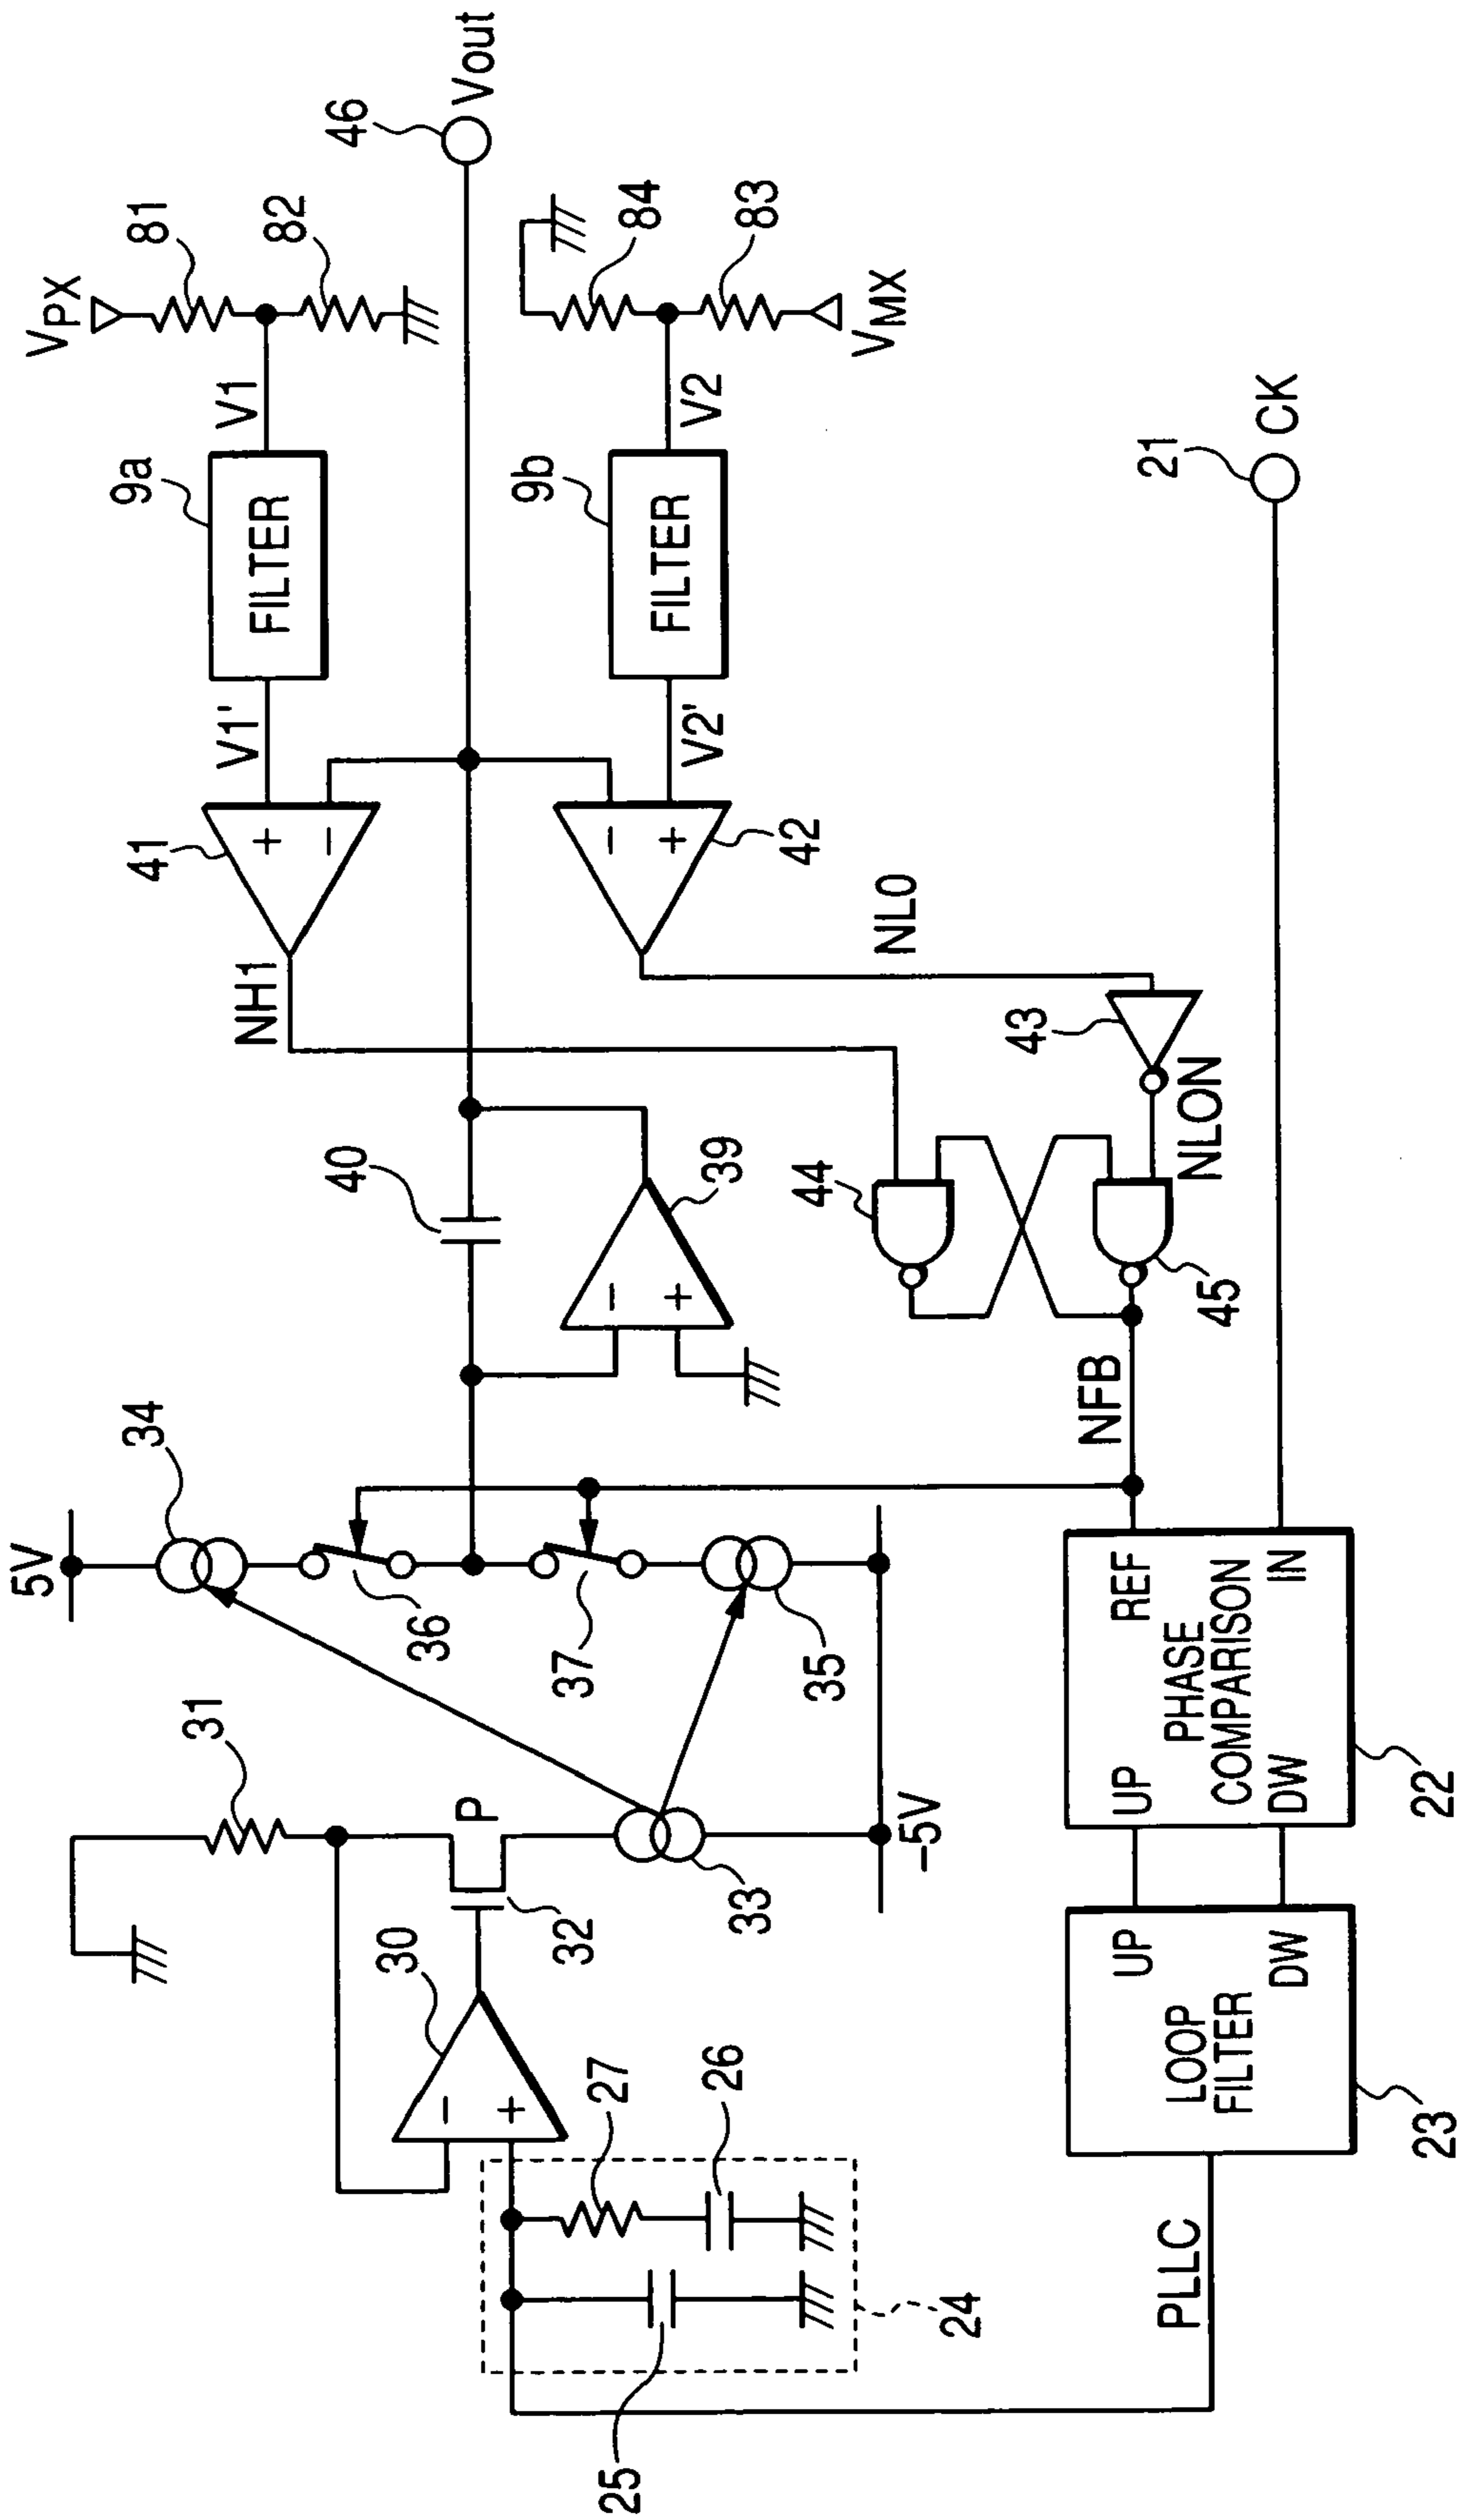 5V
34
31
36
37
35
33
-5V
P
32
30
27
26
25
24
PLLC
LOOP
FILTER
UP
DW
23
UP
DW
PHASE
COMPARISON
REF
IN
22
NFB
40
39
44
45
43
NLON
NL0
NH1
41
+
-
42
-
+
-
+
-
+
V1'
V2'
9a
FILTER
9b
FILTER
V1
V2
VPX
81
82
84
83
VMX
46
Vout
21
CK